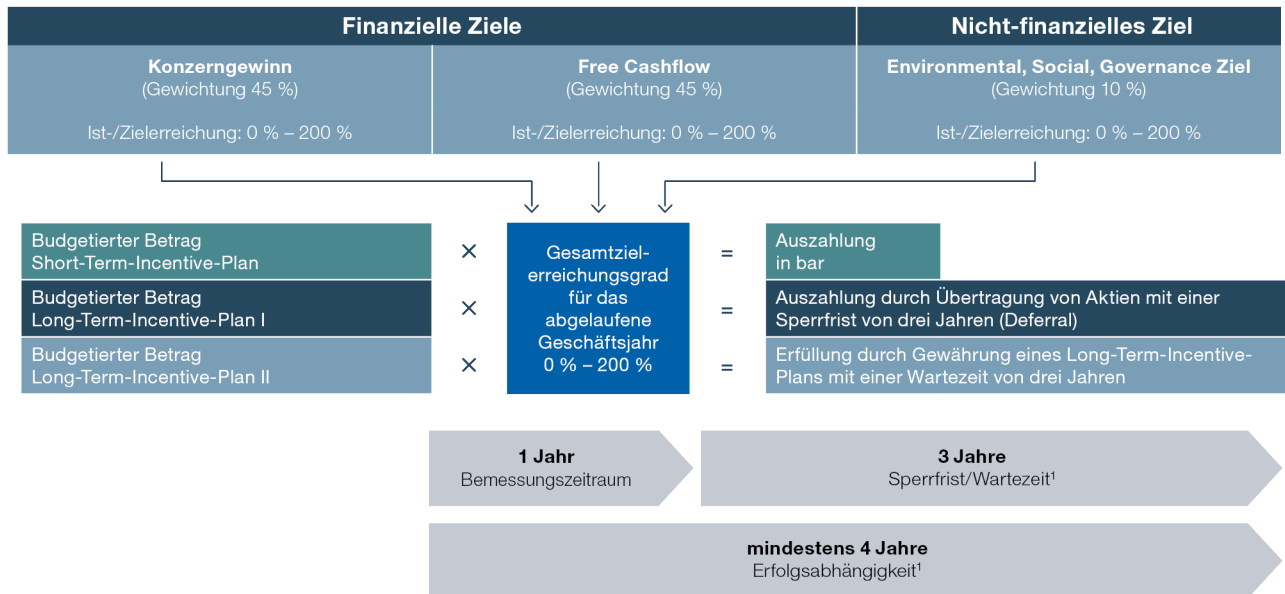 Finanzielle Ziele
Nicht-finanzielles Ziel
Konzerngewinn
(Gewichtung 45 %)
Ist-/Zielerreichung: 0 % – 200 %
Free Cashflow
(Gewichtung 45 %)
Ist-/Zielerreichung: 0 % – 200 %
Environmental, Social, Governance Ziel
(Gewichtung 10 %)
Ist-/Zielerreichung: 0 % – 200 %
Budgetierter Betrag
Short-Term-Incentive-Plan
×
Gesamtziel-
erreichungsgrad
für das
abgelaufene
Geschäftsjahr
0 % – 200 %
=
Auszahlung
in bar
Budgetierter Betrag
Long-Term-Incentive-Plan I
×
=
Auszahlung durch Übertragung von Aktien mit einer
Sperrfrist von drei Jahren (Deferral)
Budgetierter Betrag
Long-Term-Incentive-Plan II
×
=
Erfüllung durch Gewährung eines Long-Term-Incentive-
Plans mit einer Wartezeit von drei Jahren
1 Jahr
Bemessungszeitraum
3 Jahre
Sperrfrist/Wartezeit¹
mindestens 4 Jahre
Erfolgsabhängigkeit¹